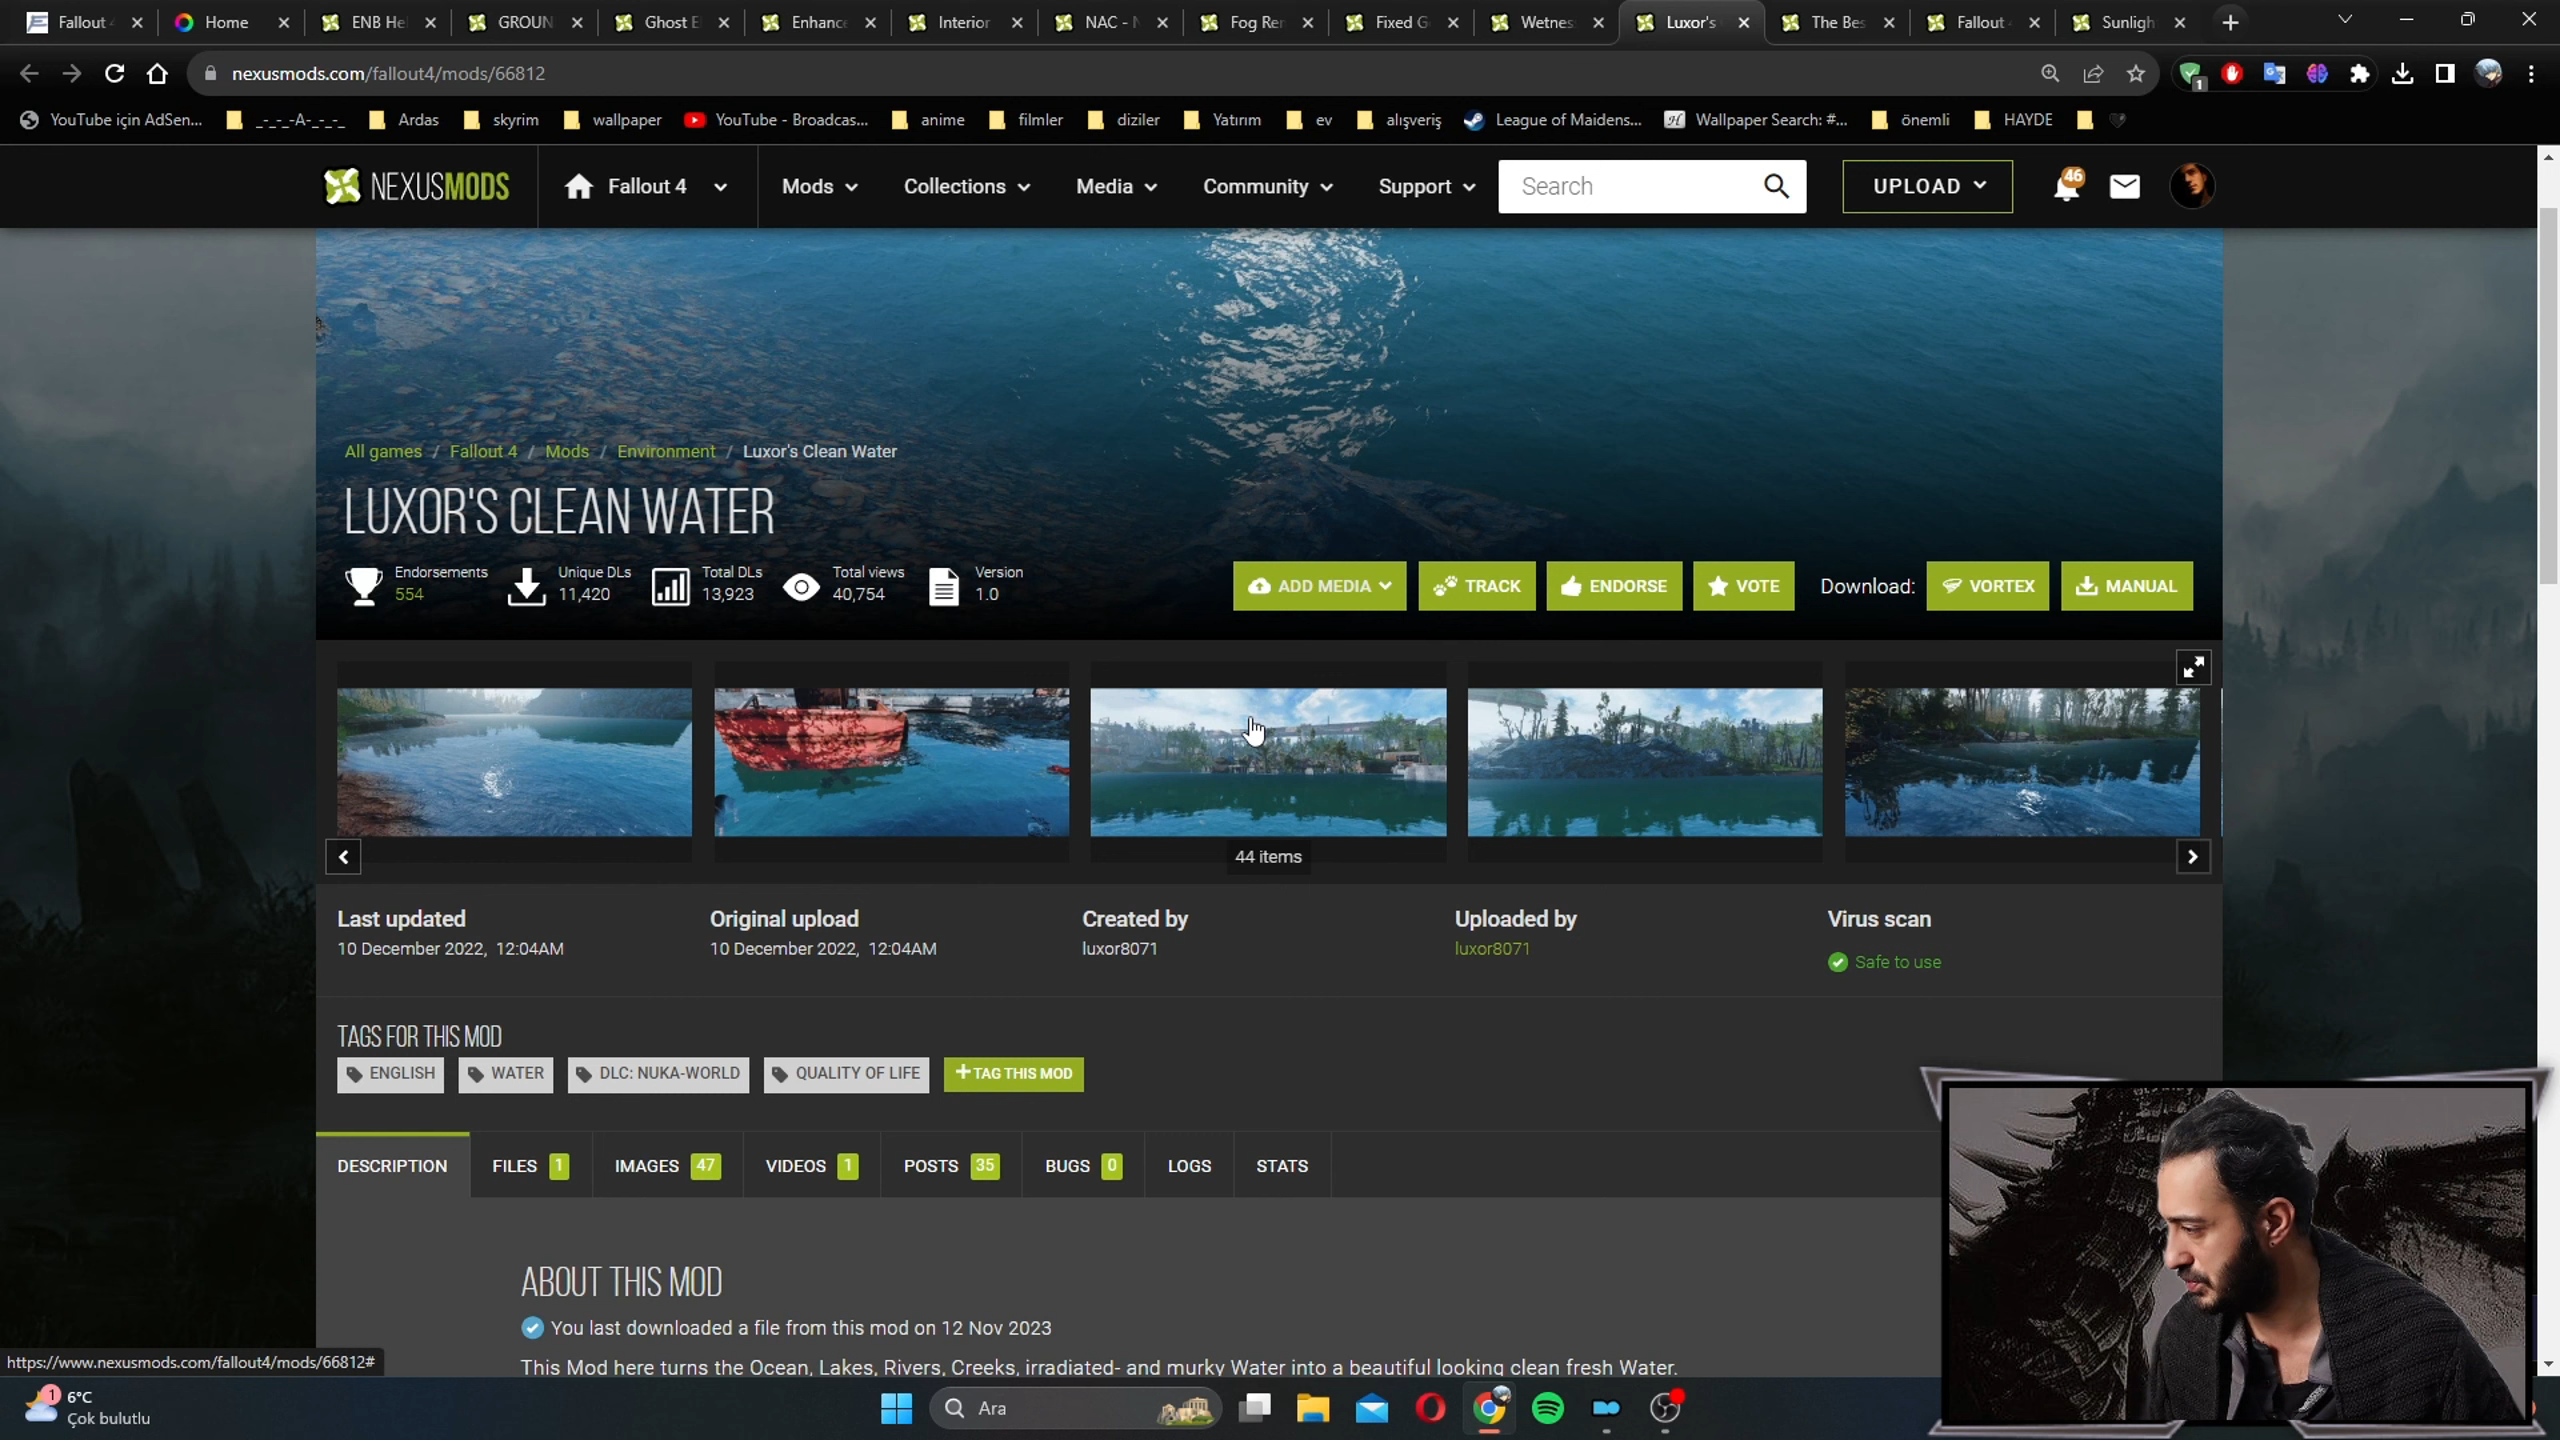 Fallout
Home
ENB He
GROUN
Ghost E
Enhanc
Interior
NAC - N
Fog Re
Fixed G
Wetnes
Luxor's
The Bes
Fallout
Sunligh
nexusmods.com/fallout4/mods/66812
1
YouTube için AdSen...
_-_-_-A-_-_-_
Ardas
skyrim
wallpaper
YouTube - Broadcas...
anime
filmler
diziler
Yatırım
ev
alışveriş
League of Maidens...
Wallpaper Search: #...
önemli
HAYDE
NEXUSMODS
Fallout 4
Mods
Collections
Media
Community
Support
Search
UPLOAD
46
All games / Fallout 4 / Mods / Environment / Luxor's Clean Water
LUXOR'S CLEAN WATER
Endorsements
554
Unique DLs
11,420
Total DLs
13,923
Total views
40,754
Version
1.0
ADD MEDIA
TRACK
ENDORSE
VOTE
Download:
VORTEX
MANUAL
44 items
Last updated
10 December 2022, 12:04AM
Original upload
10 December 2022, 12:04AM
Created by
luxor8071
Uploaded by
luxor8071
Virus scan
Safe to use
TAGS FOR THIS MOD
ENGLISH
WATER
DLC: NUKA-WORLD
QUALITY OF LIFE
+TAG THIS MOD
DESCRIPTION
FILES 1
IMAGES 47
VIDEOS 1
POSTS 35
BUGS 0
LOGS
STATS
ABOUT THIS MOD
You last downloaded a file from this mod on 12 Nov 2023
This Mod here turns the Ocean, Lakes, Rivers, Creeks, irradiated- and murky Water into a beautiful looking clean fresh Water.
https://www.nexusmods.com/fallout4/mods/66812#
1
6°C
Çok bulutlu
Ara